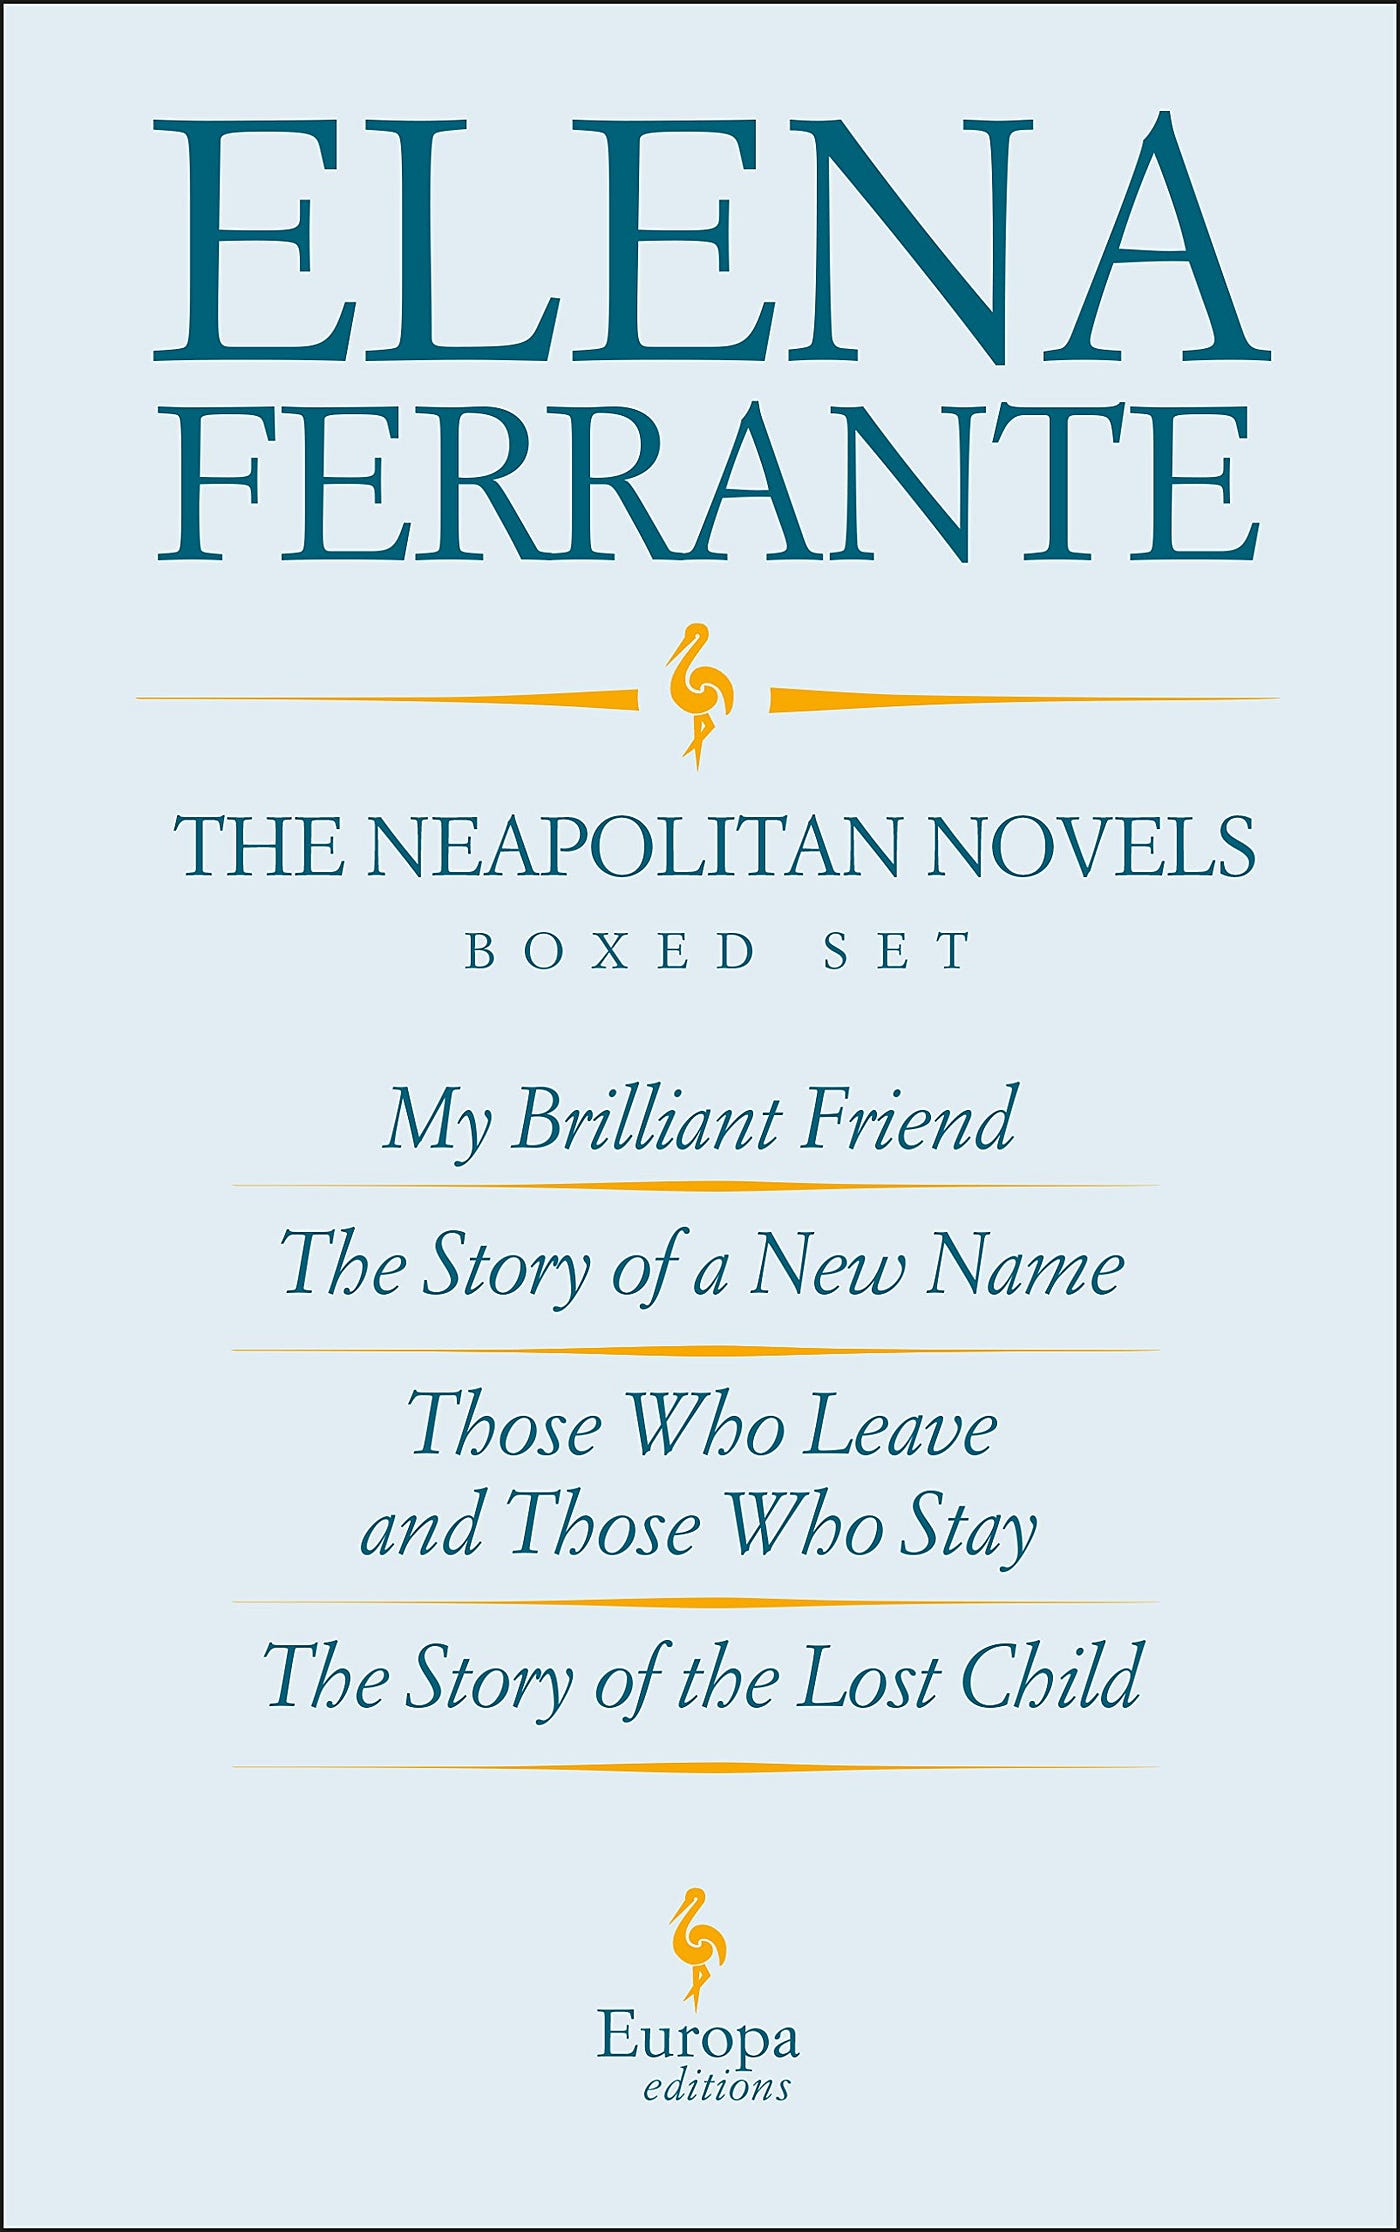 ELENA
FERRANTE
THE NEAPOLITAN NOVELS
BOXED SET
My Brilliant Friend
The Story of a New Name
Those Who Leave
and Those Who Stay
The Story of the Lost Child
Europa
editions